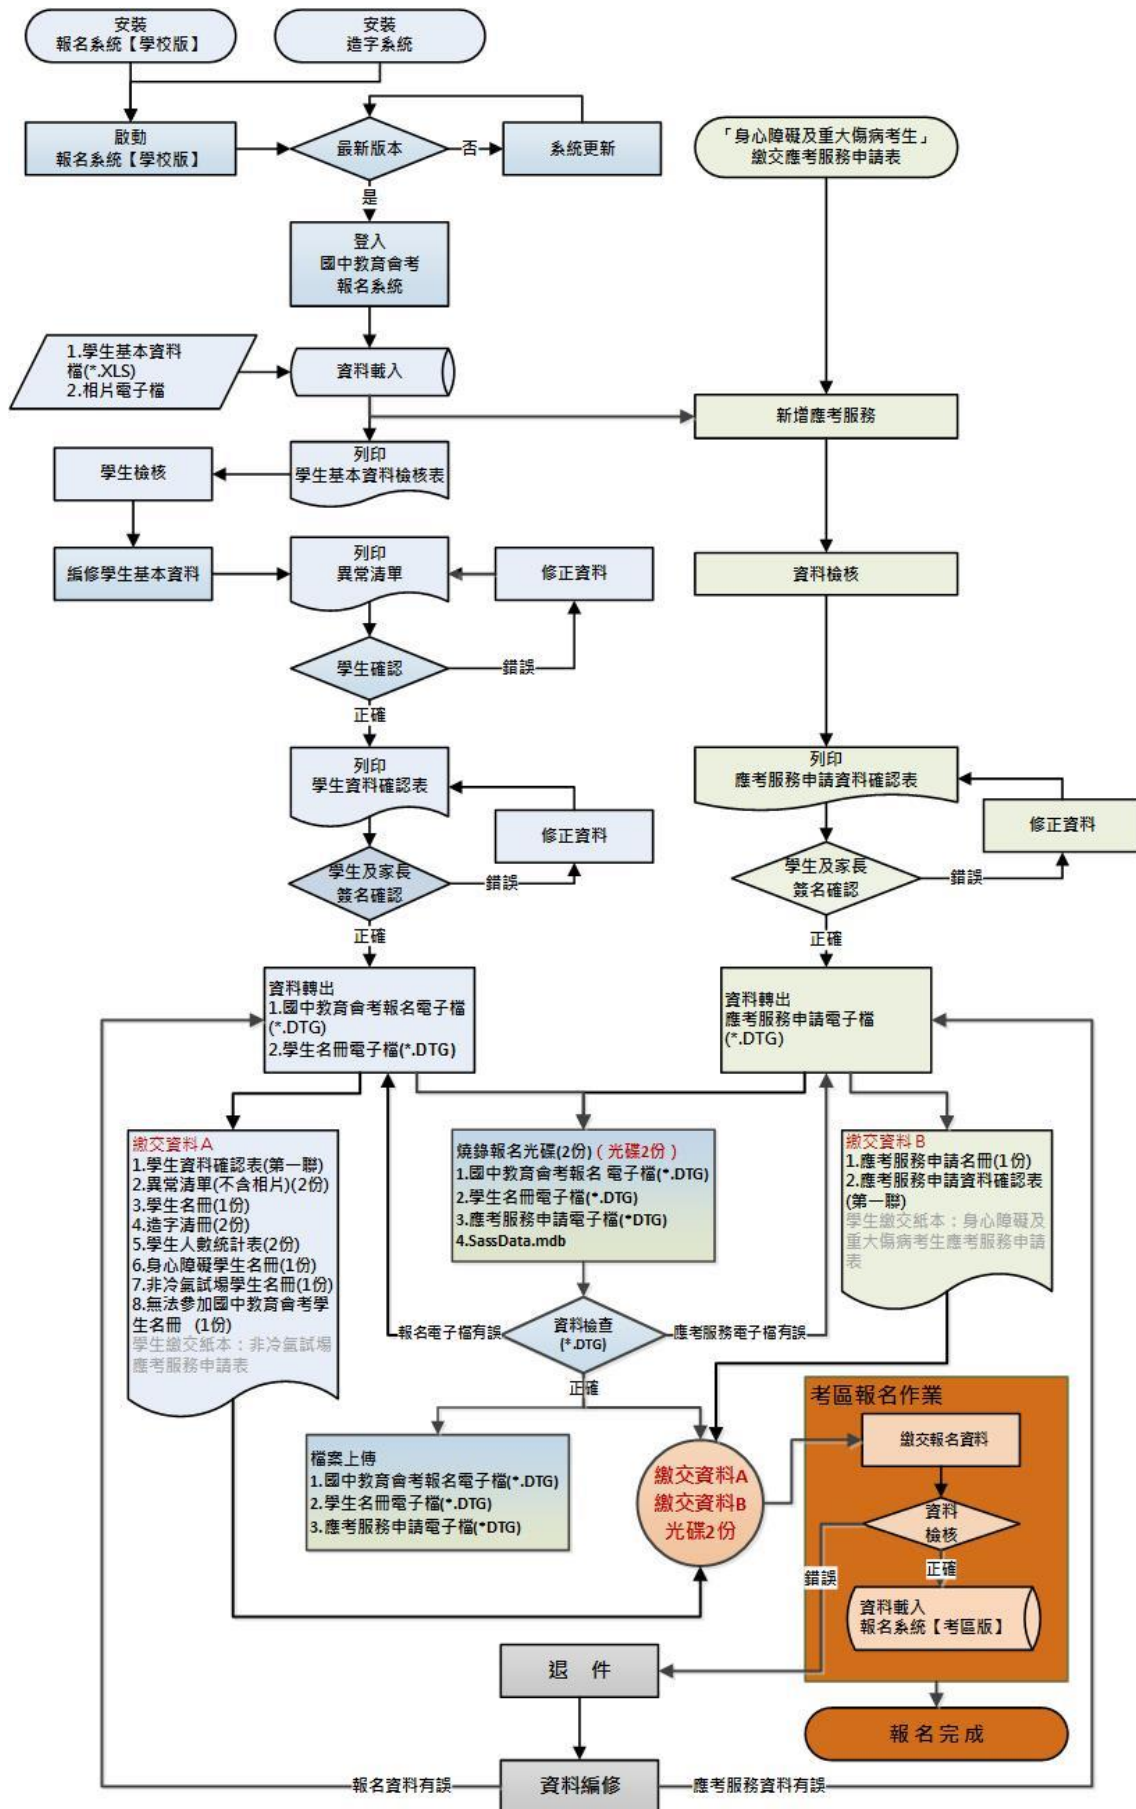 安裝
報名系統【學校版】
安裝
造字系統
啟動
報名系統【學校版】
最新版本
否
系統更新
「身心障礙及重大傷病考生」
繳交應考服務申請表
是
登入
國中教育會考
報名系統
1.學生基本資料
檔(*.XLS)
2.相片電子檔
資料載入
新增應考服務
列印
學生基本資料檢核表
學生檢核
編修學生基本資料
列印
異常清單
修正資料
資料檢核
學生確認
錯誤
正確
列印
學生資料確認表
修正資料
列印
應考服務申請資料確認表
修正資料
學生及家長
簽名確認
錯誤
學生及家長
簽名確認
錯誤
正確
正確
資料轉出
1.國中教育會考報名電子檔
(*.DTG)
2.學生名冊電子檔(*.DTG)
資料轉出
應考服務申請電子檔
(*.DTG)
繳交資料A
1.學生資料確認表(第一聯)
2.異常清單(不含相片)(2份)
3.學生名冊(1份)
4.造字清冊(2份)
5.學生人數統計表(2份)
6.身心障礙學生名冊(1份)
7.非冷氣試場學生名冊(1份)
8.無法參加國中教育會考學
生名冊 (1份)
學生繳交紙本：非冷氣試場
應考服務申請表
燒錄報名光碟(2份)（光碟2份）
1.國中教育會考報名 電子檔(*.DTG)
2.學生名冊電子檔(*.DTG)
3.應考服務申請電子檔(*DTG)
4.SassData.mdb
繳交資料B
1.應考服務申請名冊(1份)
2.應考服務申請資料確認表
(第一聯)
學生繳交紙本：身心障礙及
重大傷病考生應考服務申請
表
報名電子檔有誤
資料檢查
(*.DTG)
應考服務電子檔有誤
正確
檔案上傳
1.國中教育會考報名電子檔(*.DTG)
2.學生名冊電子檔(*.DTG)
3.應考服務申請電子檔(*DTG)
繳交資料A
繳交資料B
光碟2份
考區報名作業
繳交報名資料
資料
檢核
錯誤
正確
資料載入
報名系統【考區版】
退 件
報名完成
報名資料有誤
資料編修
應考服務資料有誤